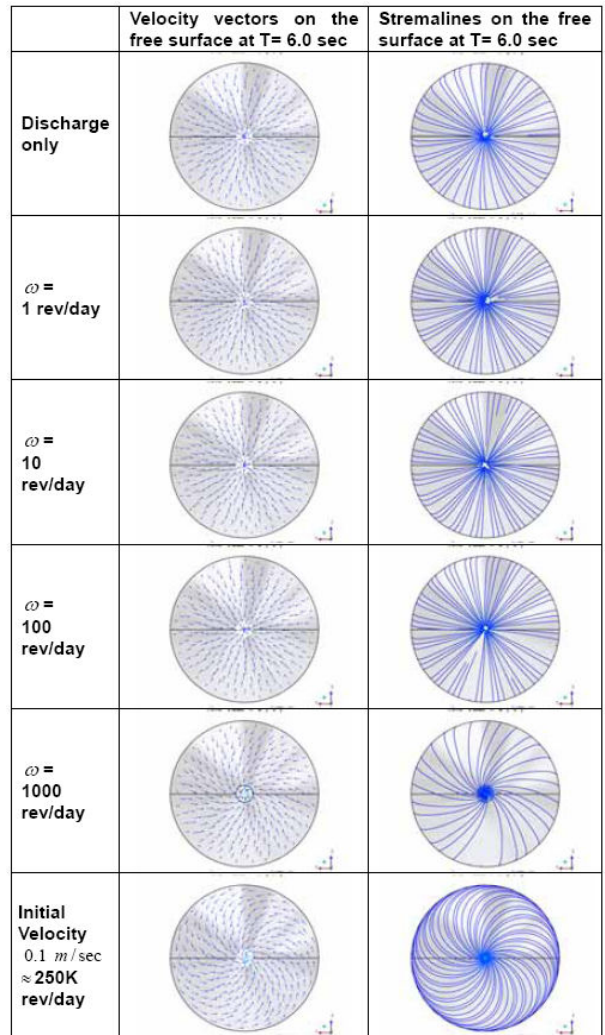 Velocity vectors on the
free surface at T= 6.0 sec
Stremalines on the free
surface at T= 6.0 sec
Discharge
only
ω =
1 rev/day
ω =
10
rev/day
ω =
100
rev/day
ω =
1000
rev/day
Initial
Velocity
0.1 m/sec
≈ 250K
rev/day